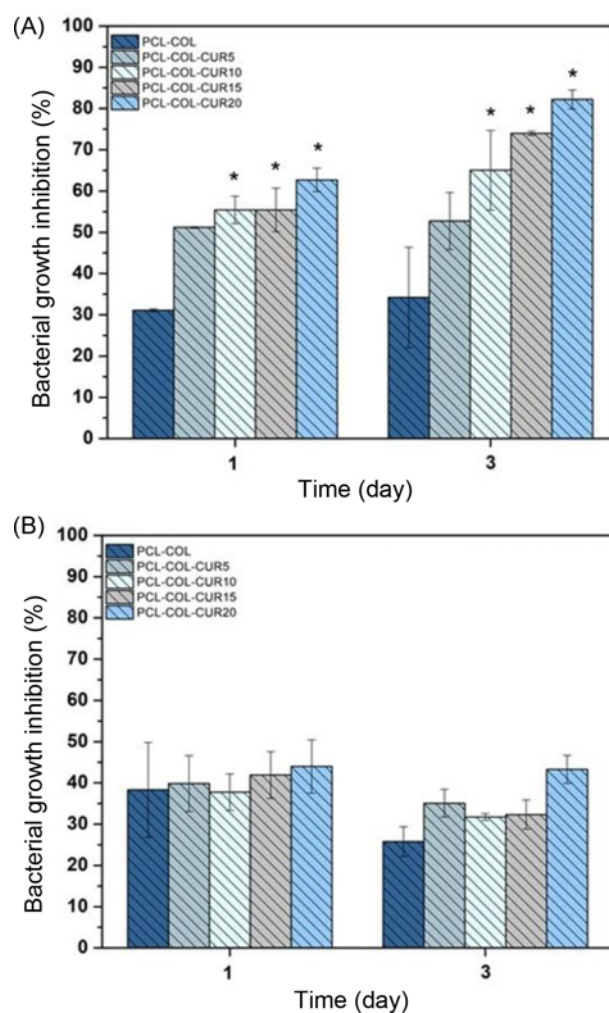 (A)
100
90
80
70
60
50
40
30
20
10
0
Bacterial growth inhibition (%)
PCL-COL
PCL-COL-CUR5
PCL-COL-CUR10
PCL-COL-CUR15
PCL-COL-CUR20
* * *
* * *
1 3
Time (day)
(B)
100
90
80
70
60
50
40
30
20
10
0
Bacterial growth inhibition (%)
PCL-COL
PCL-COL-CUR5
PCL-COL-CUR10
PCL-COL-CUR15
PCL-COL-CUR20
1 3
Time (day)